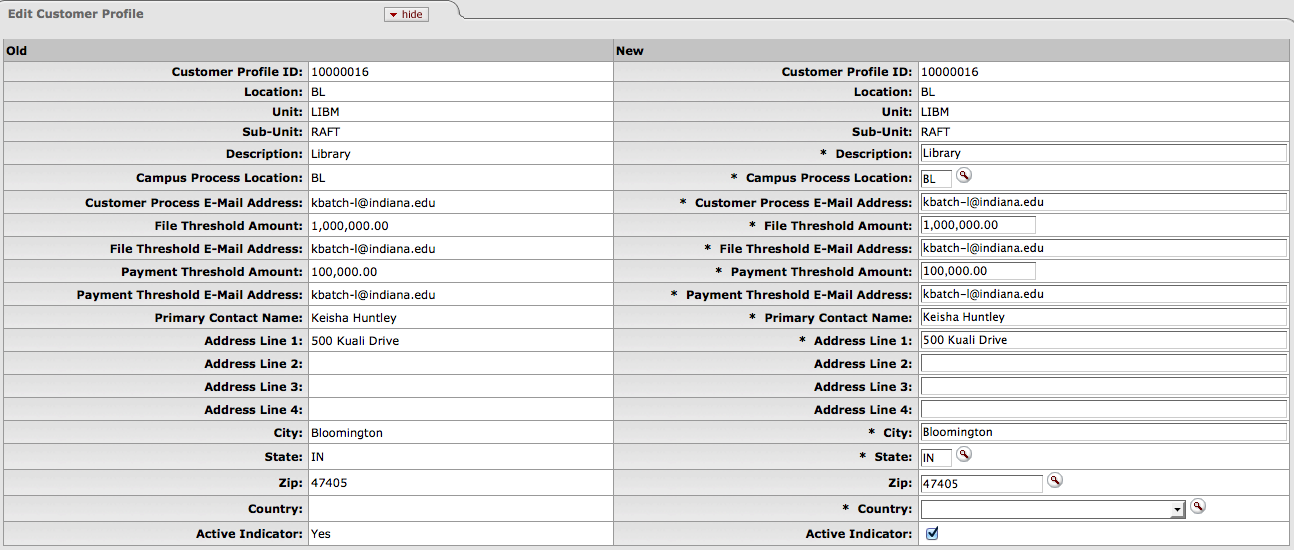 Edit Customer Profile hide
Old New
Customer Profile ID: 10000016 Customer Profile ID: 10000016
Location: BL Location: BL
Unit: LIBM Unit: LIBM
Sub-Unit: RAFT Sub-Unit: RAFT
Description: Library * Description: Library
Campus Process Location: BL * Campus Process Location: BL
Customer Process E-Mail Address: kbatch-l@indiana.edu * Customer Process E-Mail Address: kbatch-l@indiana.edu
File Threshold Amount: 1,000,000.00 * File Threshold Amount: 1,000,000.00
File Threshold E-Mail Address: kbatch-l@indiana.edu * File Threshold E-Mail Address: kbatch-l@indiana.edu
Payment Threshold Amount: 100,000.00 * Payment Threshold Amount: 100,000.00
Payment Threshold E-Mail Address: kbatch-l@indiana.edu * Payment Threshold E-Mail Address: kbatch-l@indiana.edu
Primary Contact Name: Keisha Huntley * Primary Contact Name: Keisha Huntley
Address Line 1: 500 Kuali Drive * Address Line 1: 500 Kuali Drive
Address Line 2: Address Line 2:
Address Line 3: Address Line 3:
Address Line 4: Address Line 4:
City: Bloomington * City: Bloomington
State: IN * State: IN
Zip: 47405 Zip: 47405
Country: * Country:
Active Indicator: Yes Active Indicator: